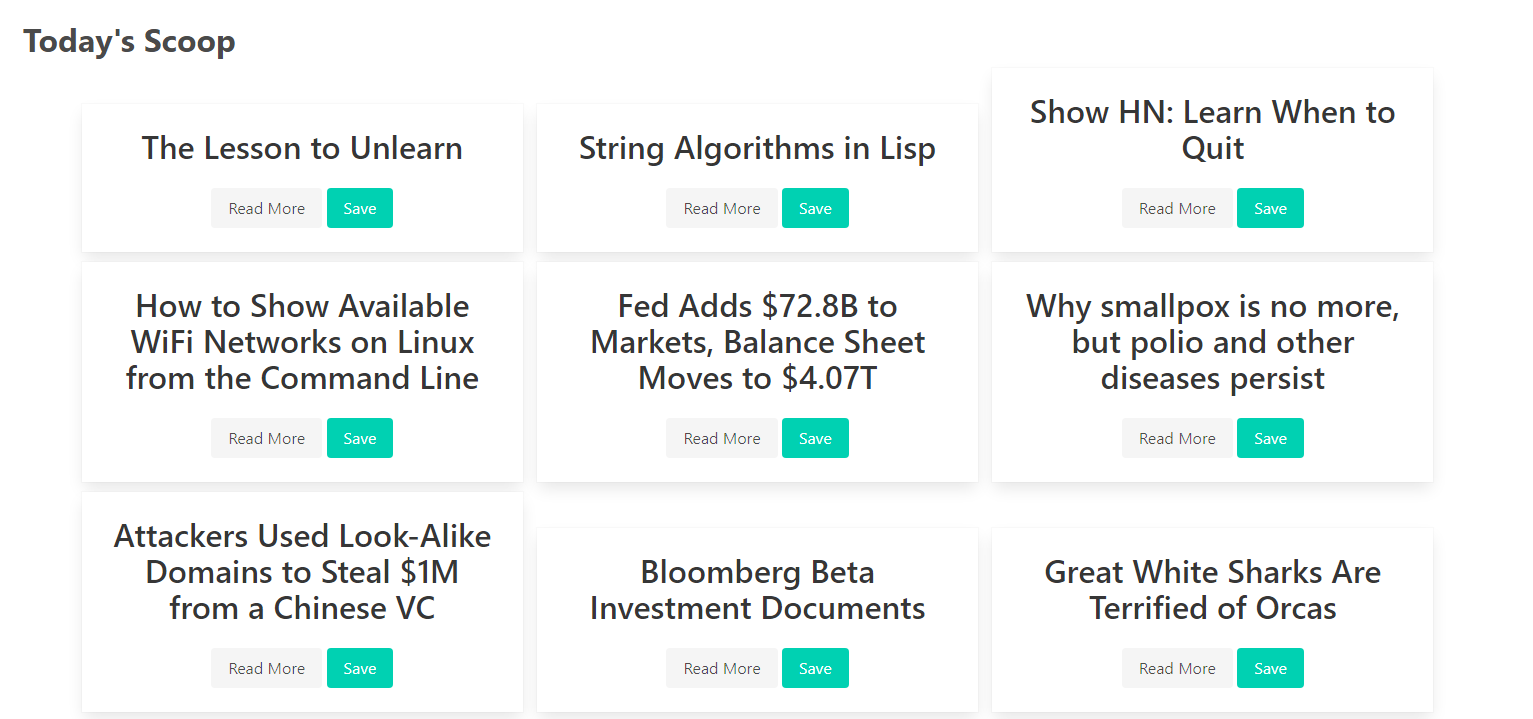 Today's Scoop
The Lesson to Unlearn
Read More Save
String Algorithms in Lisp
Read More Save
Show HN: Learn When to
Quit
Read More Save
How to Show Available
WiFi Networks on Linux
from the Command Line
Read More Save
Fed Adds $72.8B to
Markets, Balance Sheet
Moves to $4.07T
Read More Save
Why smallpox is no more,
but polio and other
diseases persist
Read More Save
Attackers Used Look-Alike
Domains to Steal $1M
from a Chinese VC
Read More Save
Bloomberg Beta
Investment Documents
Read More Save
Great White Sharks Are
Terrified of Orcas
Read More Save